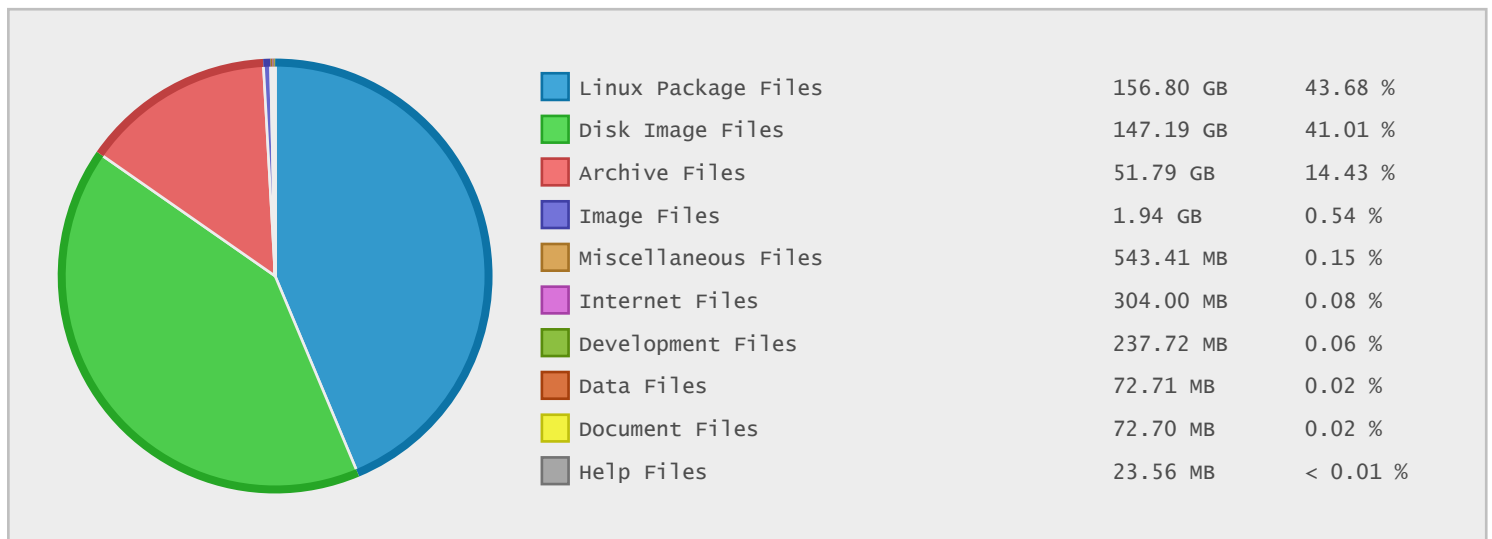 Linux Package Files 156.80 GB 43.68 %
Disk Image Files 147.19 GB 41.01 %
Archive Files 51.79 GB 14.43 %
Image Files 1.94 GB 0.54 %
Miscellaneous Files 543.41 MB 0.15 %
Internet Files 304.00 MB 0.08 %
Development Files 237.72 MB 0.06 %
Data Files 72.71 MB 0.02 %
Document Files 72.70 MB 0.02 %
Help Files 23.56 MB < 0.01 %